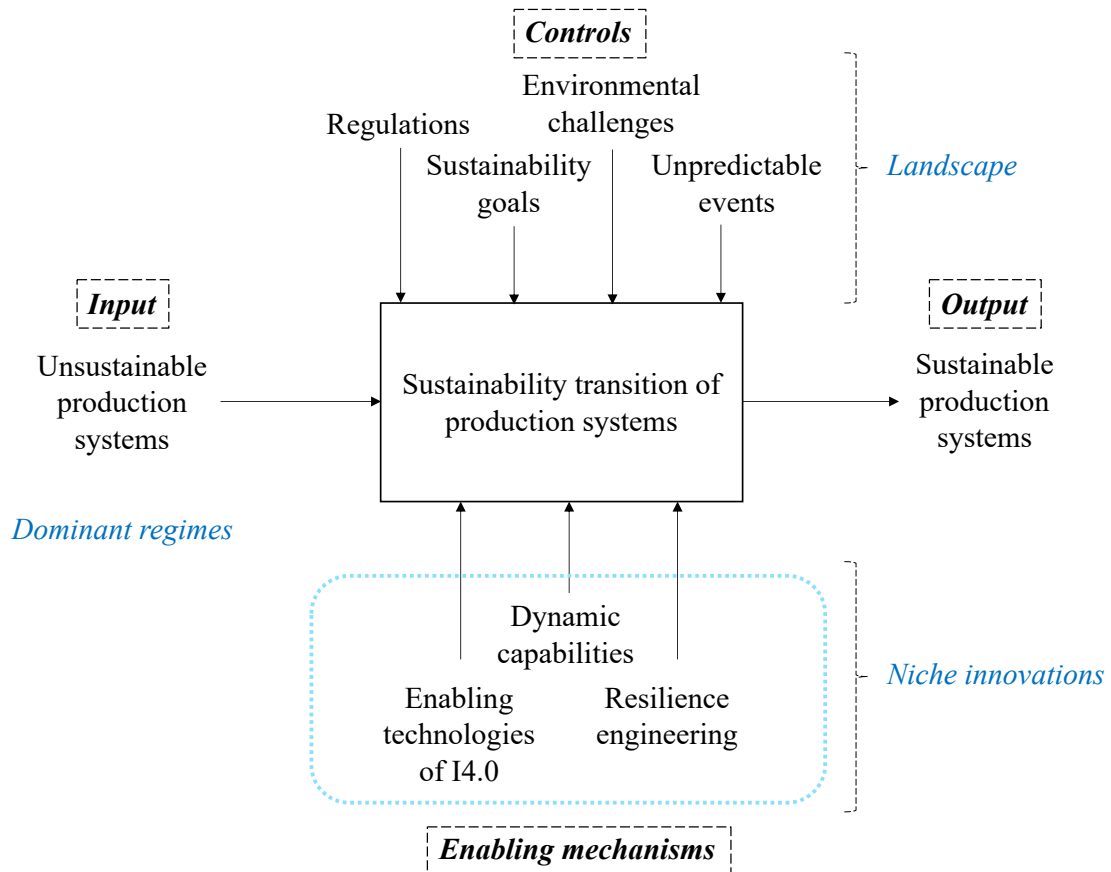 Controls
Environmental
challenges
Regulations
Sustainability
goals
Unpredictable
events
Landscape
Input
Unsustainable
production
systems
Sustainability transition of
production systems
Output
Sustainable
production
systems
Dominant regimes
Dynamic
capabilities
Enabling
technologies
of I4.0
Resilience
engineering
Niche innovations
Enabling mechanisms